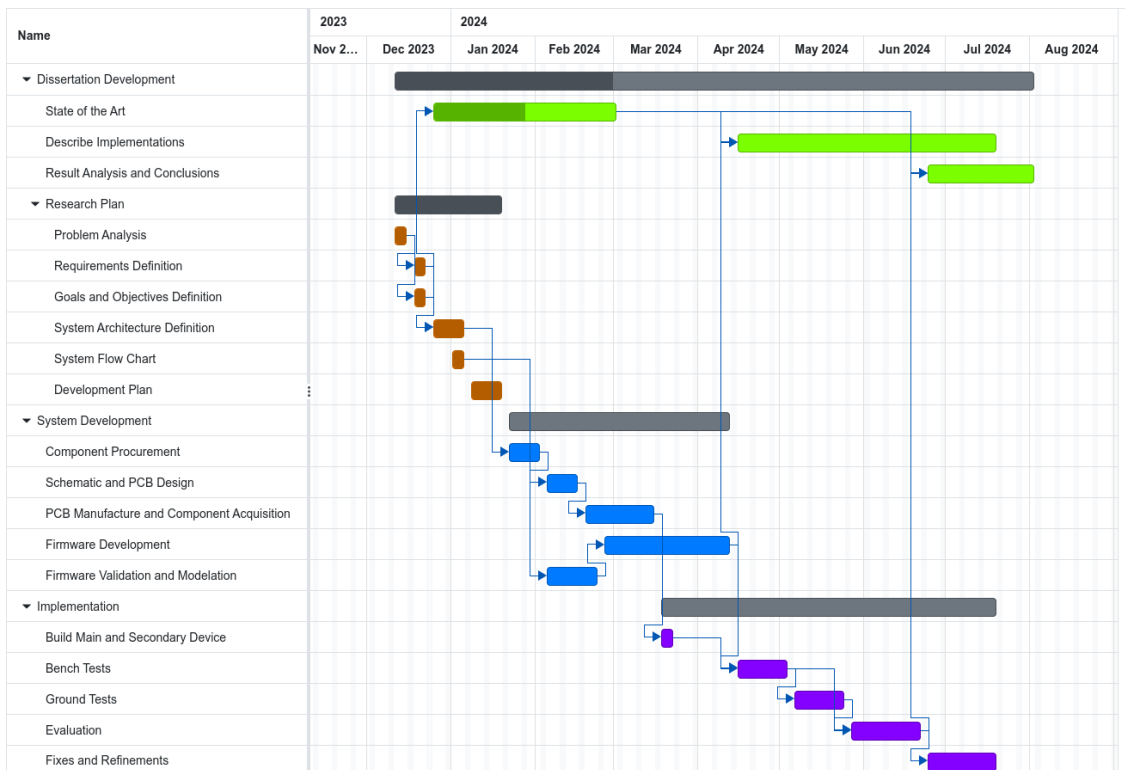 2023 2024
Name
Nov 2... Dec 2023 Jan 2024 Feb 2024 Mar 2024 Apr 2024 May 2024 Jun 2024 Jul 2024 Aug 2024
Dissertation Development
State of the Art
Describe Implementations
Result Analysis and Conclusions
Research Plan
Problem Analysis
Requirements Definition
Goals and Objectives Definition
System Architecture Definition
System Flow Chart
Development Plan
System Development
Component Procurement
Schematic and PCB Design
PCB Manufacture and Component Acquisition
Firmware Development
Firmware Validation and Modelation
Implementation
Build Main and Secondary Device
Bench Tests
Ground Tests
Evaluation
Fixes and Refinements